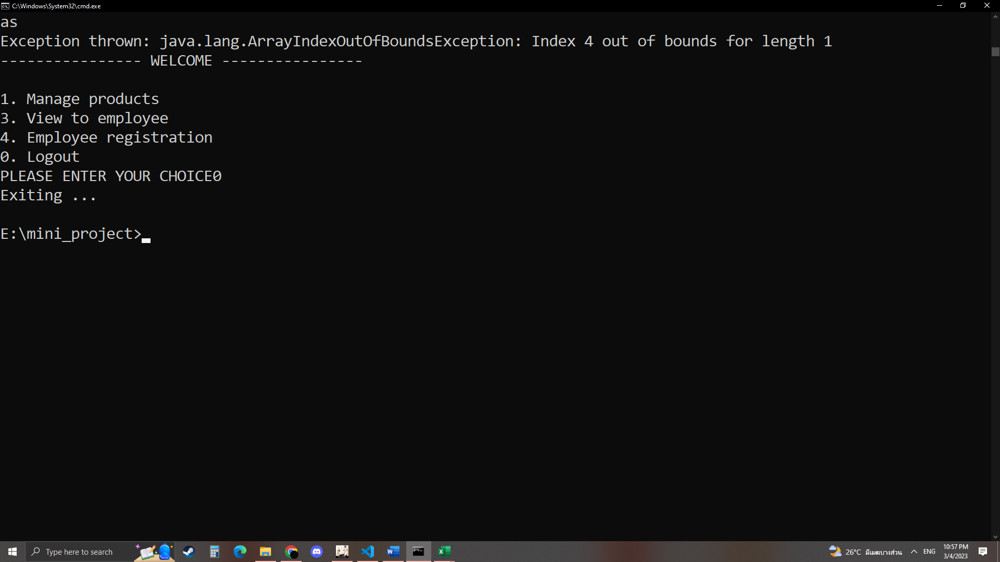 C:\Windows\System32\cmd.exe
as
Exception thrown: java.lang.ArrayIndexOutOfBoundsException: Index 4 out of bounds for length 1
---------------- WELCOME ----------------
1. Manage products
3. View to employee
4. Employee registration
0. Logout
PLEASE ENTER YOUR CHOICE0
Exiting ...
E:\mini_project>
Type here to search
26°C มีเมฆบางส่วน
ENG
10:57 PM
3/4/2023